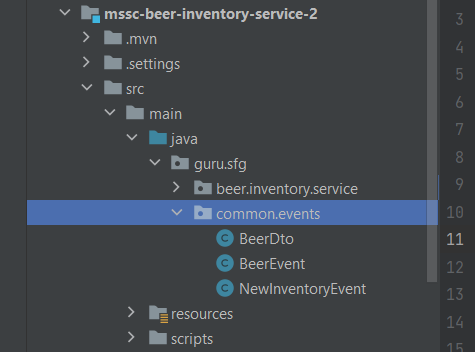 mssc-beer-inventory-service-2
.mvn
.settings
src
main
java
guru.sfg
beer.inventory.service
common.events
BeerDto
BeerEvent
NewInventoryEvent
resources
scripts
3
4
5
6
7
8
9
10
11
12
13
14
15